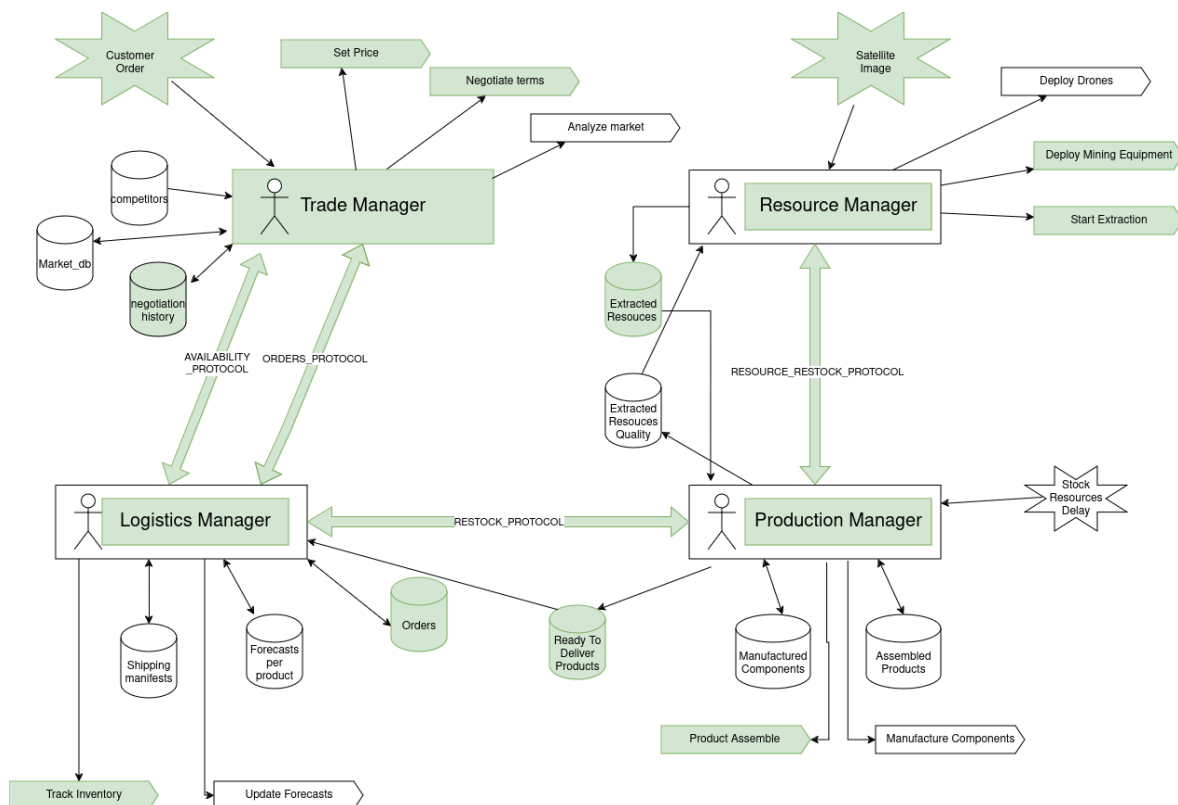 Customer
Order
Set Price
Negotiate terms
Analyze market
Satellite
Image
Deploy Drones
Deploy Mining Equipment
Start Extraction
competitors
Trade Manager
Resource Manager
Market_db
negotiation
history
Extracted
Resouces
AVAILABILITY
_PROTOCOL
ORDERS_PROTOCOL
RESOURCE_RESTOCK_PROTOCOL
Extracted
Resouces
Quality
Logistics Manager
RESTOCK_PROTOCOL
Production Manager
Stock
Resources
Delay
Shipping
manifests
Forecasts
per
product
Orders
Ready To
Deliver
Products
Manufactured
Components
Assembled
Products
Product Assemble
Manufacture Components
Track Inventory
Update Forecasts